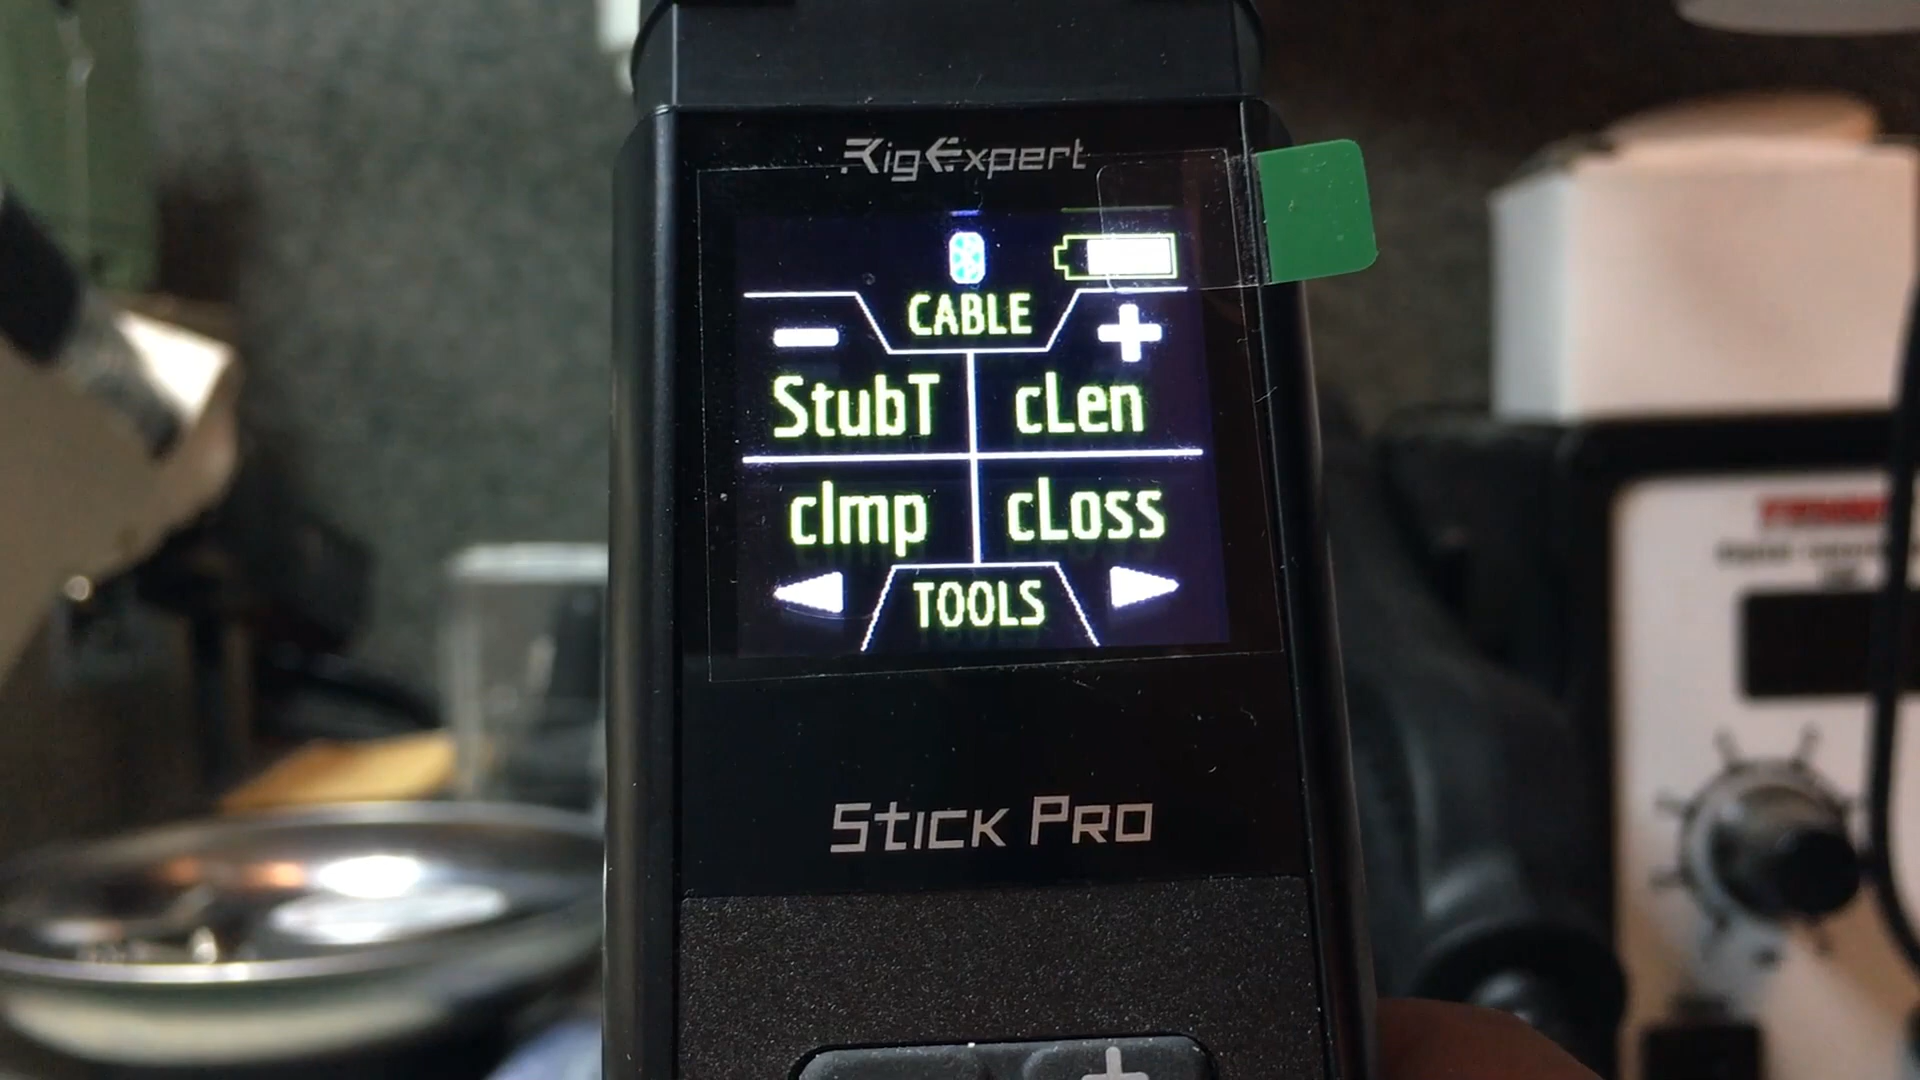 RigExpert
CABLE
− +
StubT cLen
cImp cLoss
TOOLS
Stick Pro
+